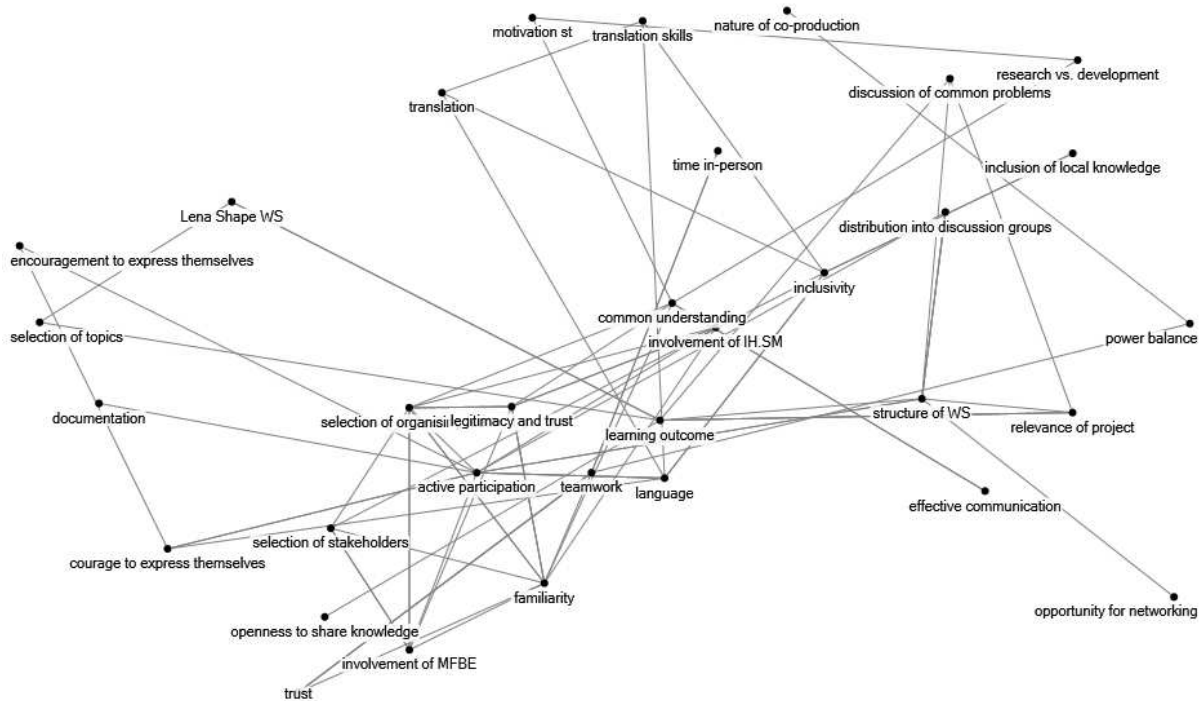 motivation st
translation skills
nature of co-production
research vs. development
discussion of common problems
translation
time in-person
inclusion of local knowledge
Lena Shape WS
distribution into discussion groups
encouragement to express themselves
inclusivity
common understanding
selection of topics
involvement of IH.SM
power balance
documentation
selection of organisi
legitimacy and trust
structure of WS
relevance of project
learning outcome
active participation
teamwork
language
effective communication
selection of stakeholders
courage to express themselves
familiarity
opportunity for networking
openness to share knowledge
involvement of MFBE
trust